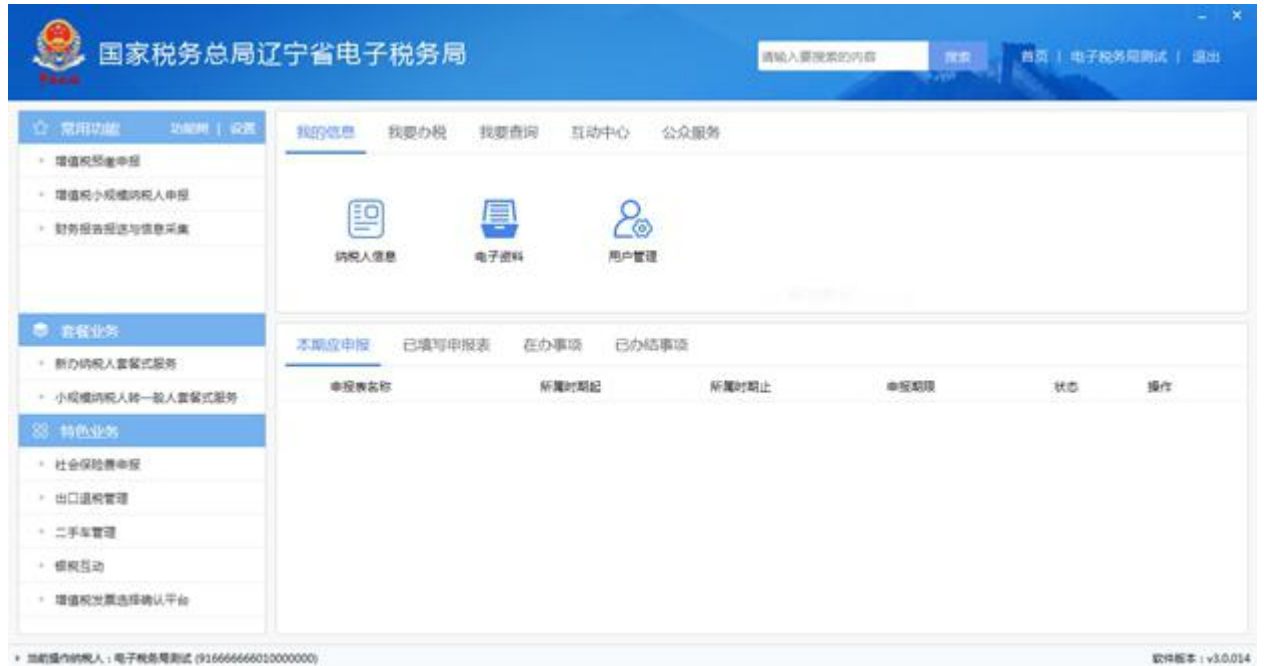 国家税务总局辽宁省电子税务局
请输入要搜索的内容 搜索 首页 | 电子税务局测试 | 退出
常用功能 功能树 | 设置
增值税预缴申报
增值税小规模纳税人申报
财务报告报送与信息采集
我的信息 我要办税 我要查询 互动中心 公众服务
纳税人信息 电子资料 用户管理
套餐业务
新办纳税人套餐式服务
小规模纳税人转一般人套餐式服务
特色业务
社会保险费申报
出口退税管理
二手车管理
银税互动
增值税发票选择确认平台
本期应申报 已填写申报表 在办事项 已办结事项
申报表名称 所属时期起 所属时期止 申报期限 状态 操作
当前操作纳税人：电子税务局测试 (916666666010000000)
软件版本：v3.0.014